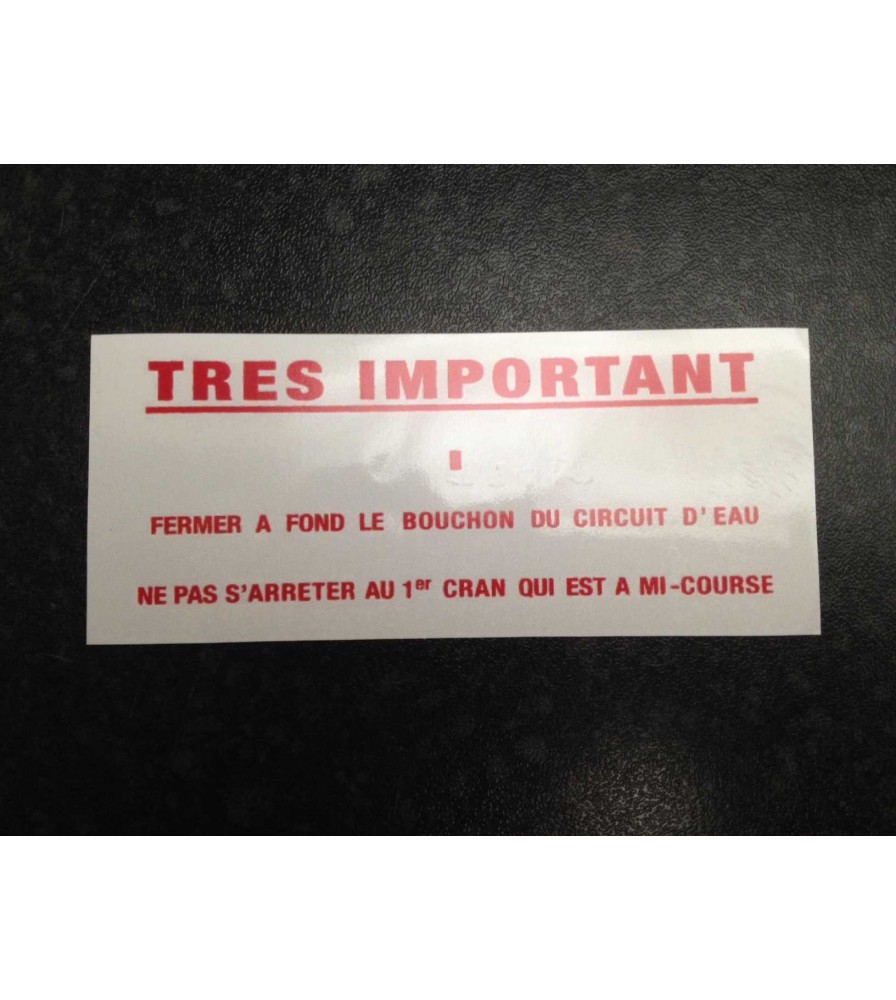 TRES IMPORTANT
FERMER A FOND LE BOUCHON DU CIRCUIT D'EAU
NE PAS S'ARRETER AU 1er CRAN QUI EST A MI-COURSE